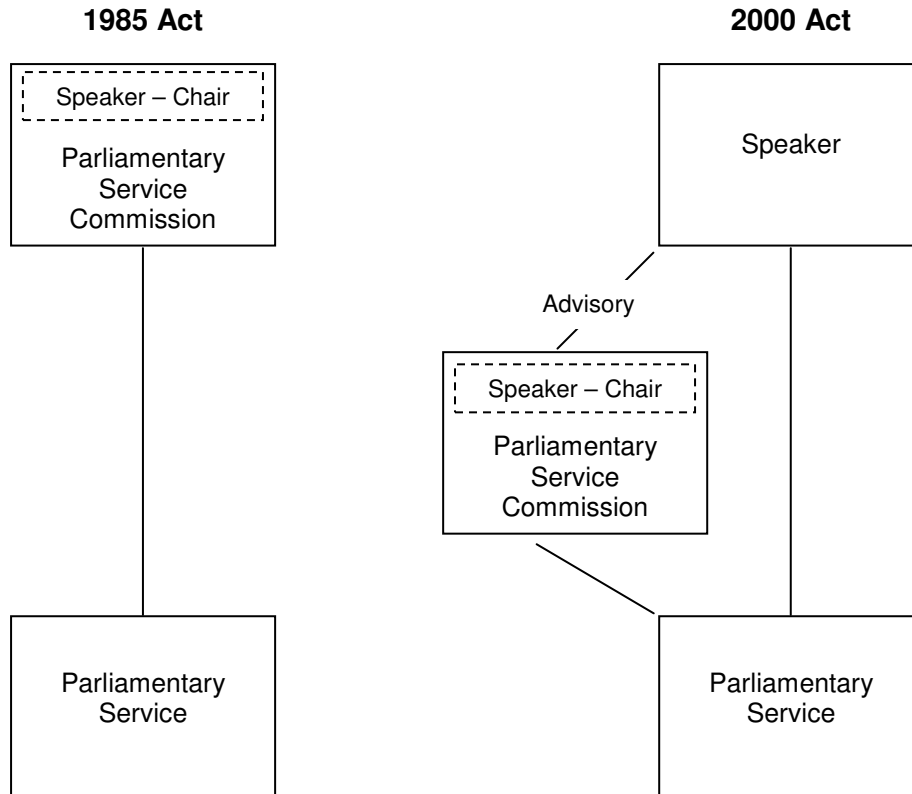 1985 Act
Speaker – Chair
Parliamentary
Service
Commission
Parliamentary
Service
2000 Act
Speaker
Advisory
Speaker – Chair
Parliamentary
Service
Commission
Parliamentary
Service